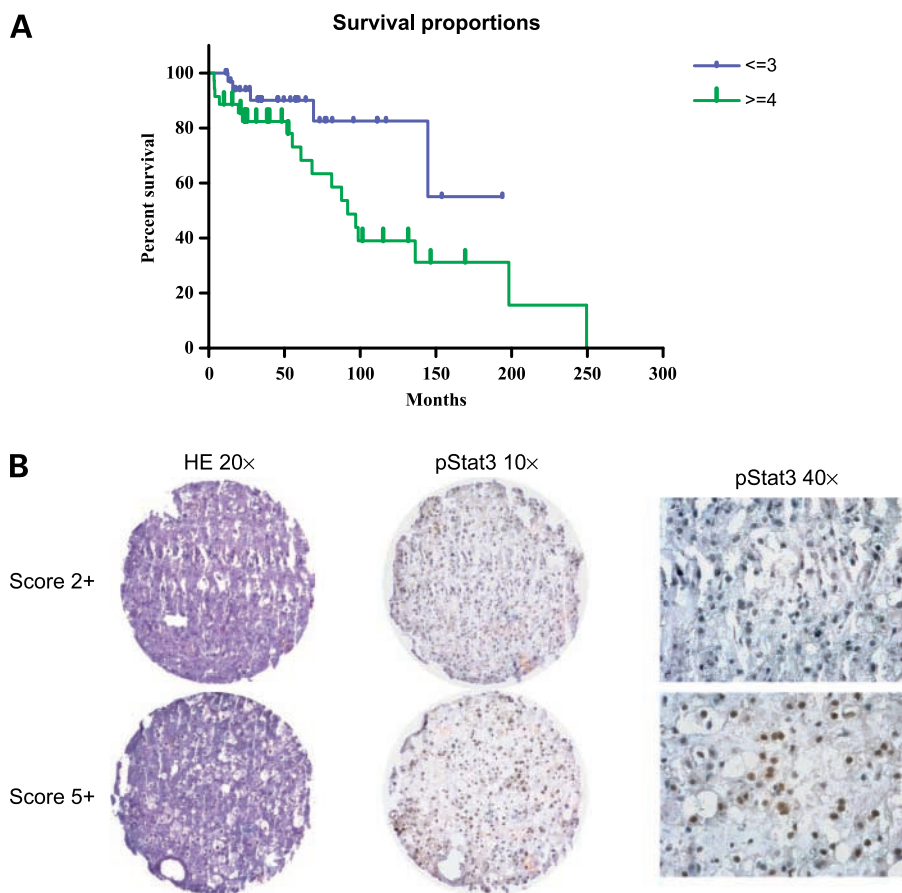 A
Survival proportions
<=3
>=4
Percent survival
100
80
60
40
20
0
0 50 100 150 200 250 300
Months
B
HE 20×
pStat3 10×
pStat3 40×
Score 2+
Score 5+